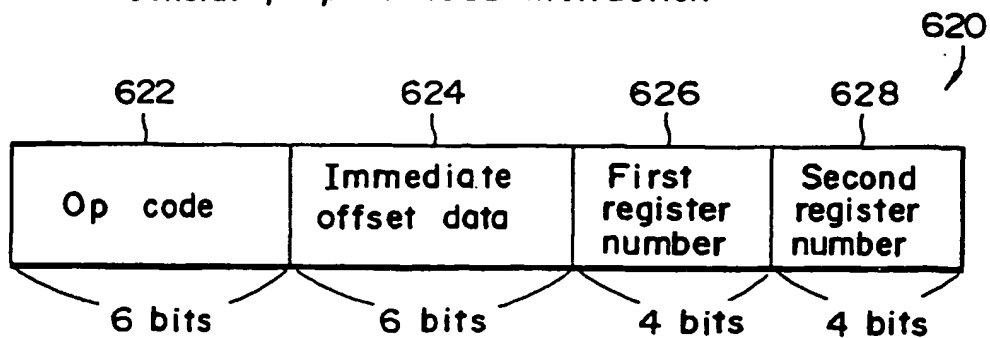 620
622 624 626 628
Op code
Immediate
offset data
First
register
number
Second
register
number
6 bits 6 bits 4 bits 4 bits